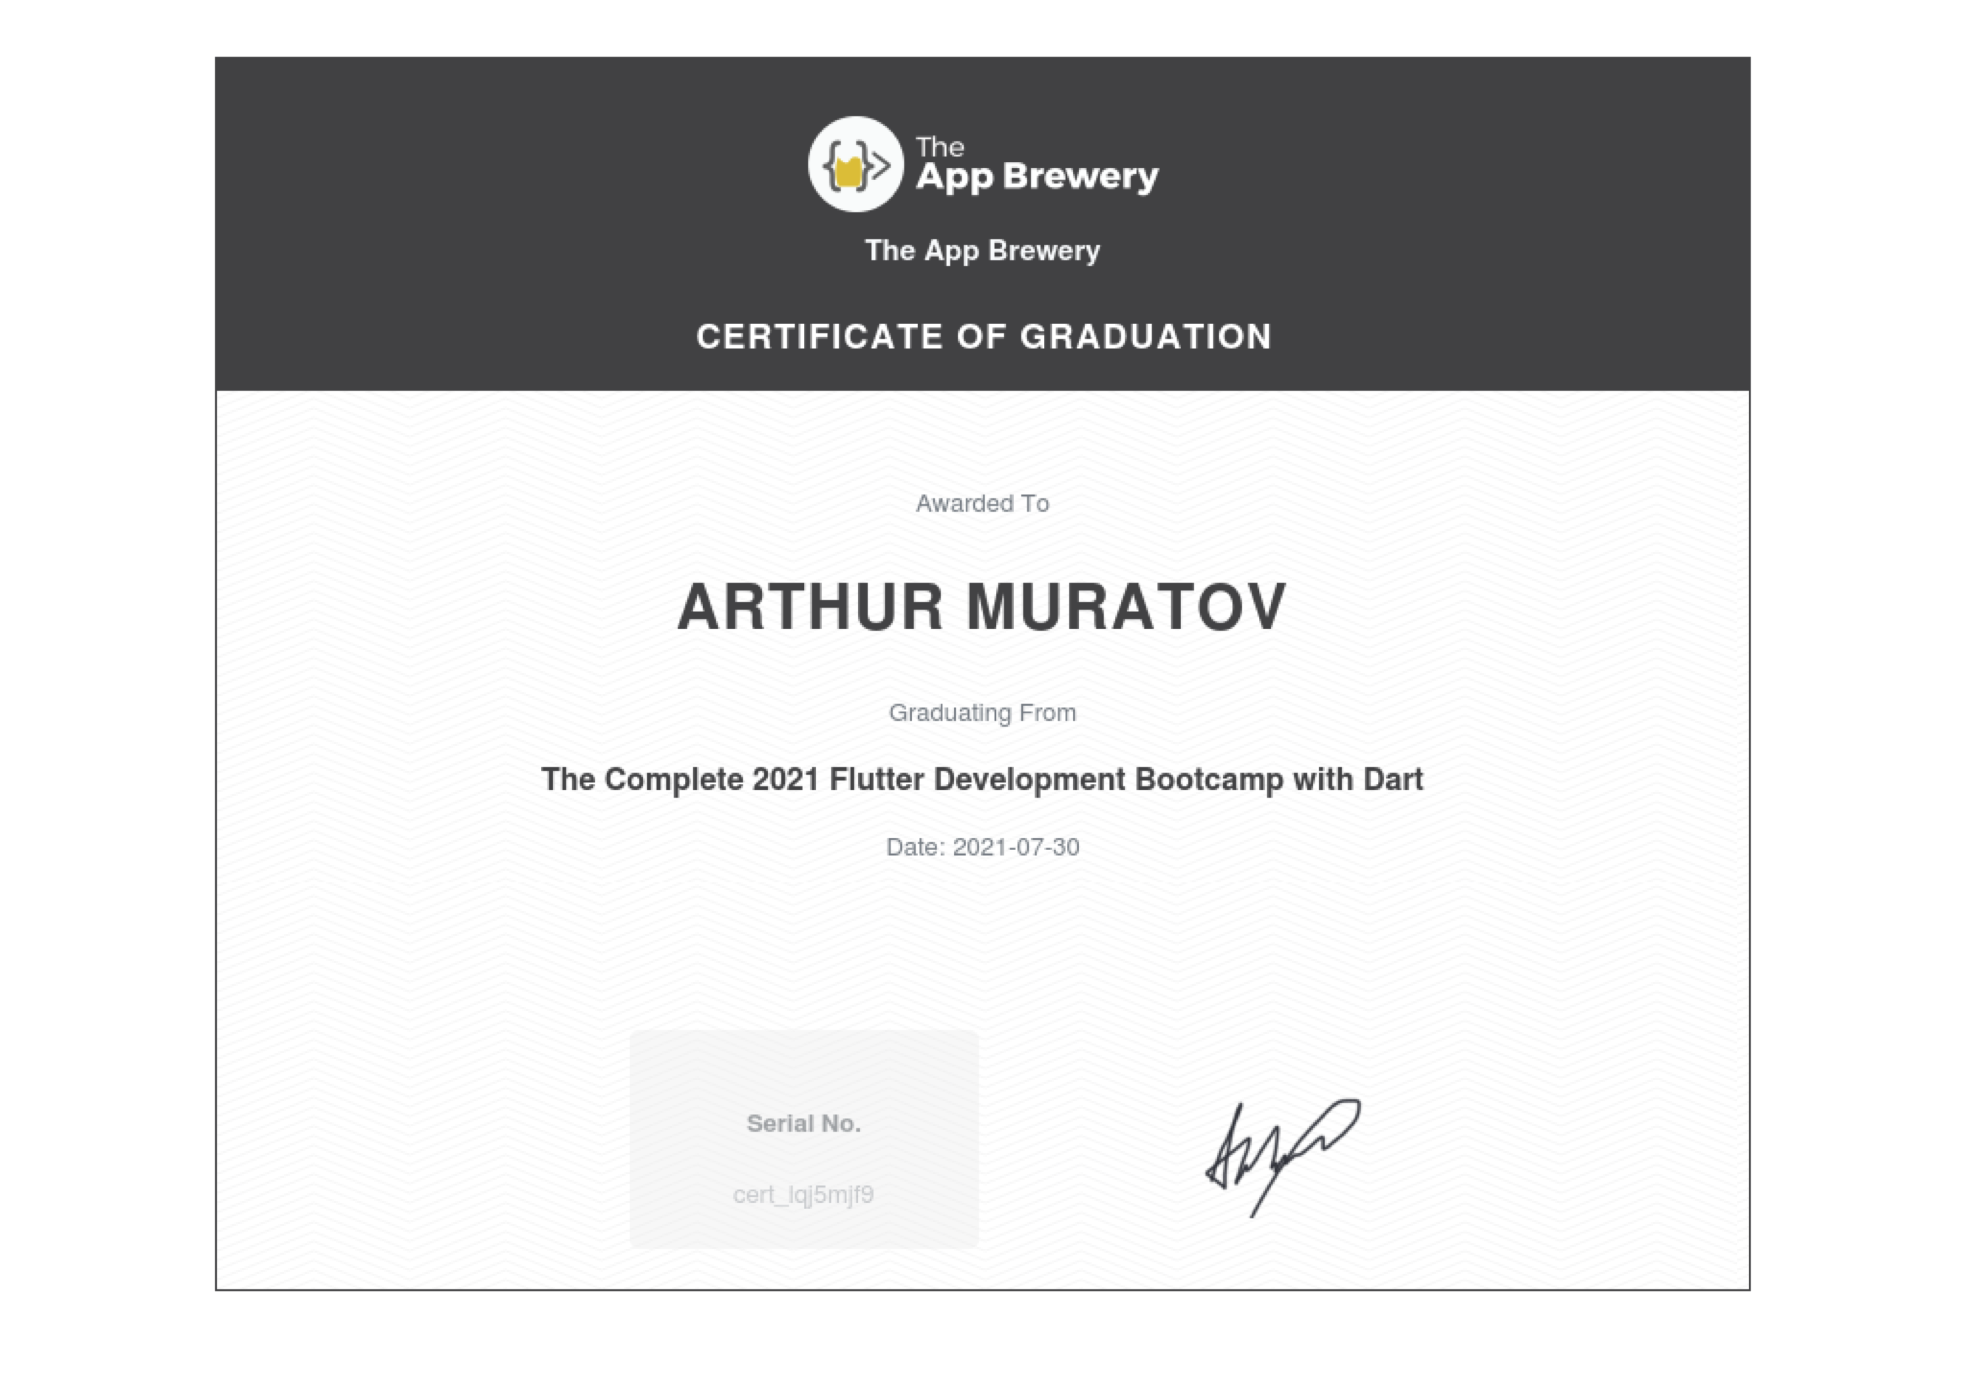 The
App Brewery
The App Brewery
CERTIFICATE OF GRADUATION
Awarded To
ARTHUR MURATOV
Graduating From
The Complete 2021 Flutter Development Bootcamp with Dart
Date: 2021-07-30
Serial No.
cert_lqj5mjf9